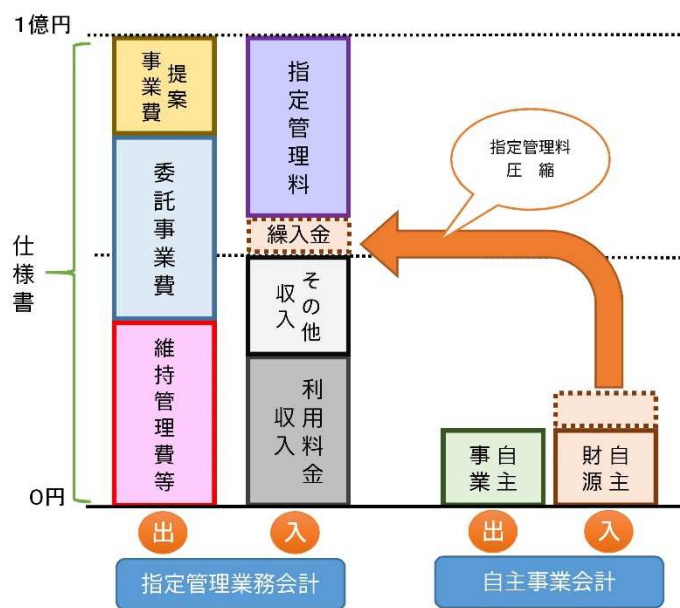 1億円
提案
事業費
指定管理料
指定管理料
圧縮
委託事業費
繰入金
仕様書
その他
収入
維持管理費等
利用料金
収入
自主
事業
自主
財源
0円
出
入
出
入
指定管理業務会計
自主事業会計